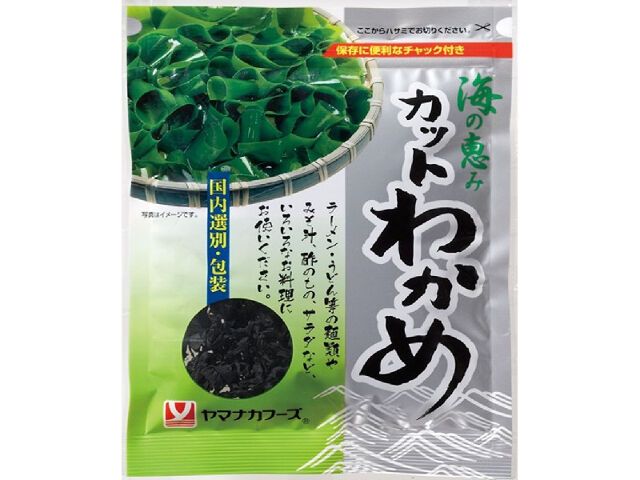 ここからハサミでお切りください。
保存に便利なチャック付き
海の恵み
カットわかめ
国内選別・包装
写真はイメージです。
ラーメン・うどん等の麺類や
みそ汁、酢のもの、サラダなど、
いろいろなお料理に
お使いください。
ヤマナカフーズ®